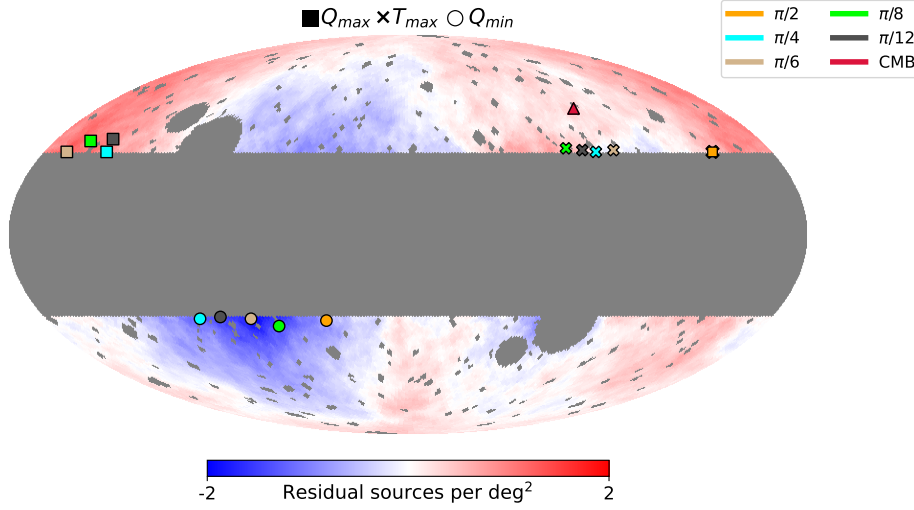 ■ Q_max ×T_max ○ Q_min
π/2
π/4
π/6
π/8
π/12
CMB
-2
Residual sources per deg²
2